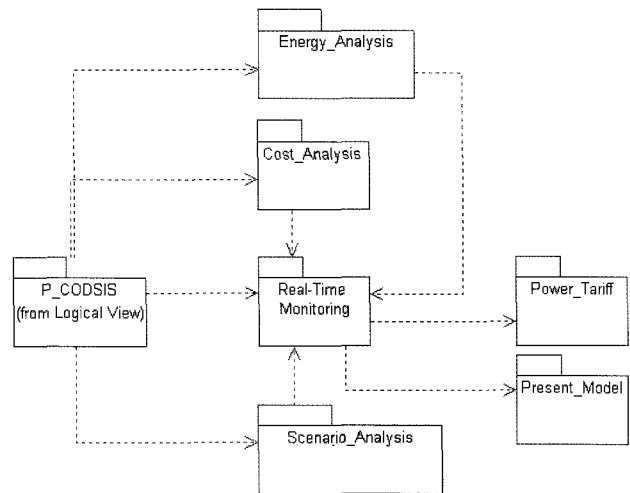 Energy_Analysis
Cost_Analysis
P_CODSIS
(from Logical View)
Real-Time
Monitoring
Power_Tariff
Present_Model
Scenario_Analysis